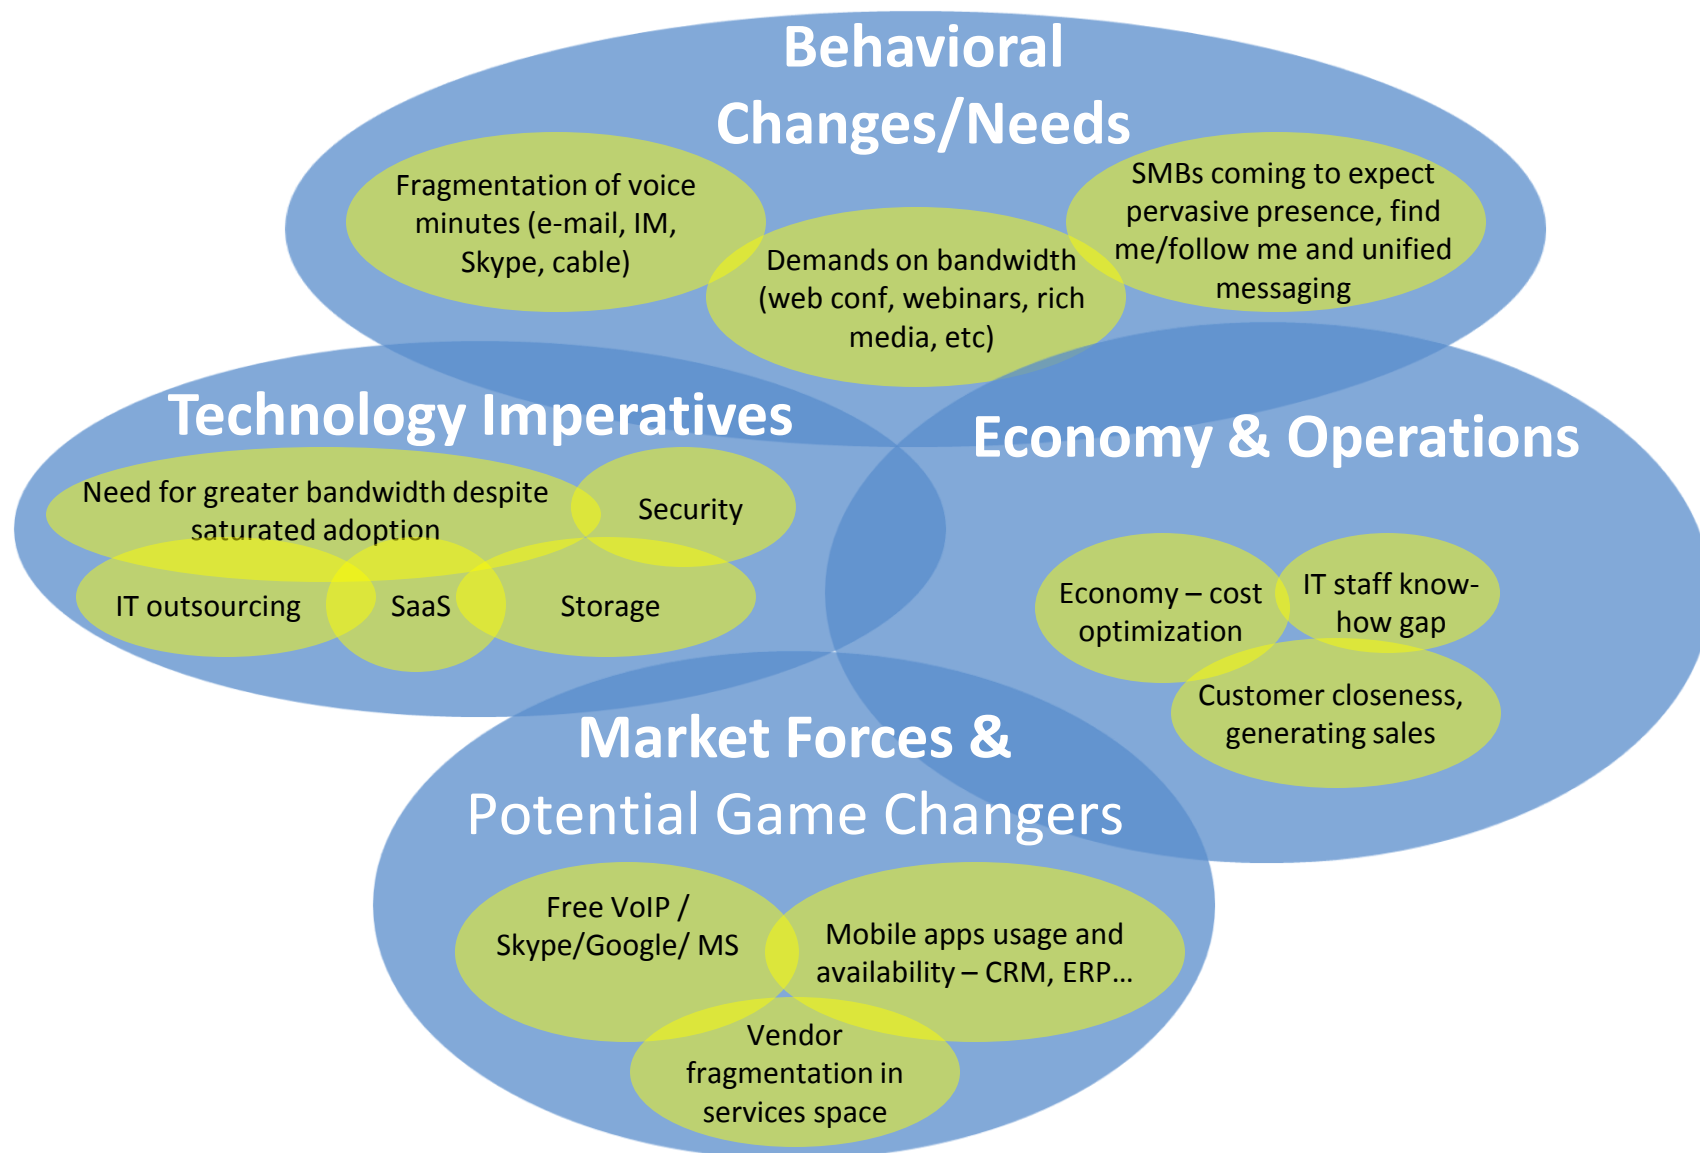 Behavioral
Changes/Needs
Fragmentation of voice
minutes (e-mail, IM,
Skype, cable)
Demands on bandwidth
(web conf, webinars, rich
media, etc)
SMBs coming to expect
pervasive presence, find
me/follow me and unified
messaging
Technology Imperatives
Need for greater bandwidth despite
saturated adoption
Security
IT outsourcing
SaaS
Storage
Economy & Operations
Economy – cost
optimization
IT staff know-
how gap
Customer closeness,
generating sales
Market Forces &
Potential Game Changers
Free VoIP /
Skype/Google/ MS
Mobile apps usage and
availability – CRM, ERP…
Vendor
fragmentation in
services space